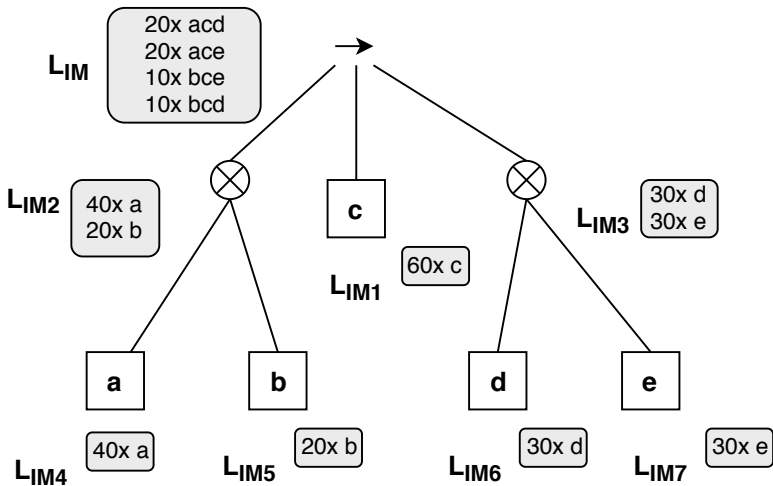 20x acd
20x ace
10x bce
10x bcd
L_IM
→
L_IM2
40x a
20x b
c
L_IM3
30x d
30x e
60x c
L_IM1
a
b
d
e
40x a
L_IM4
20x b
L_IM5
30x d
L_IM6
30x e
L_IM7